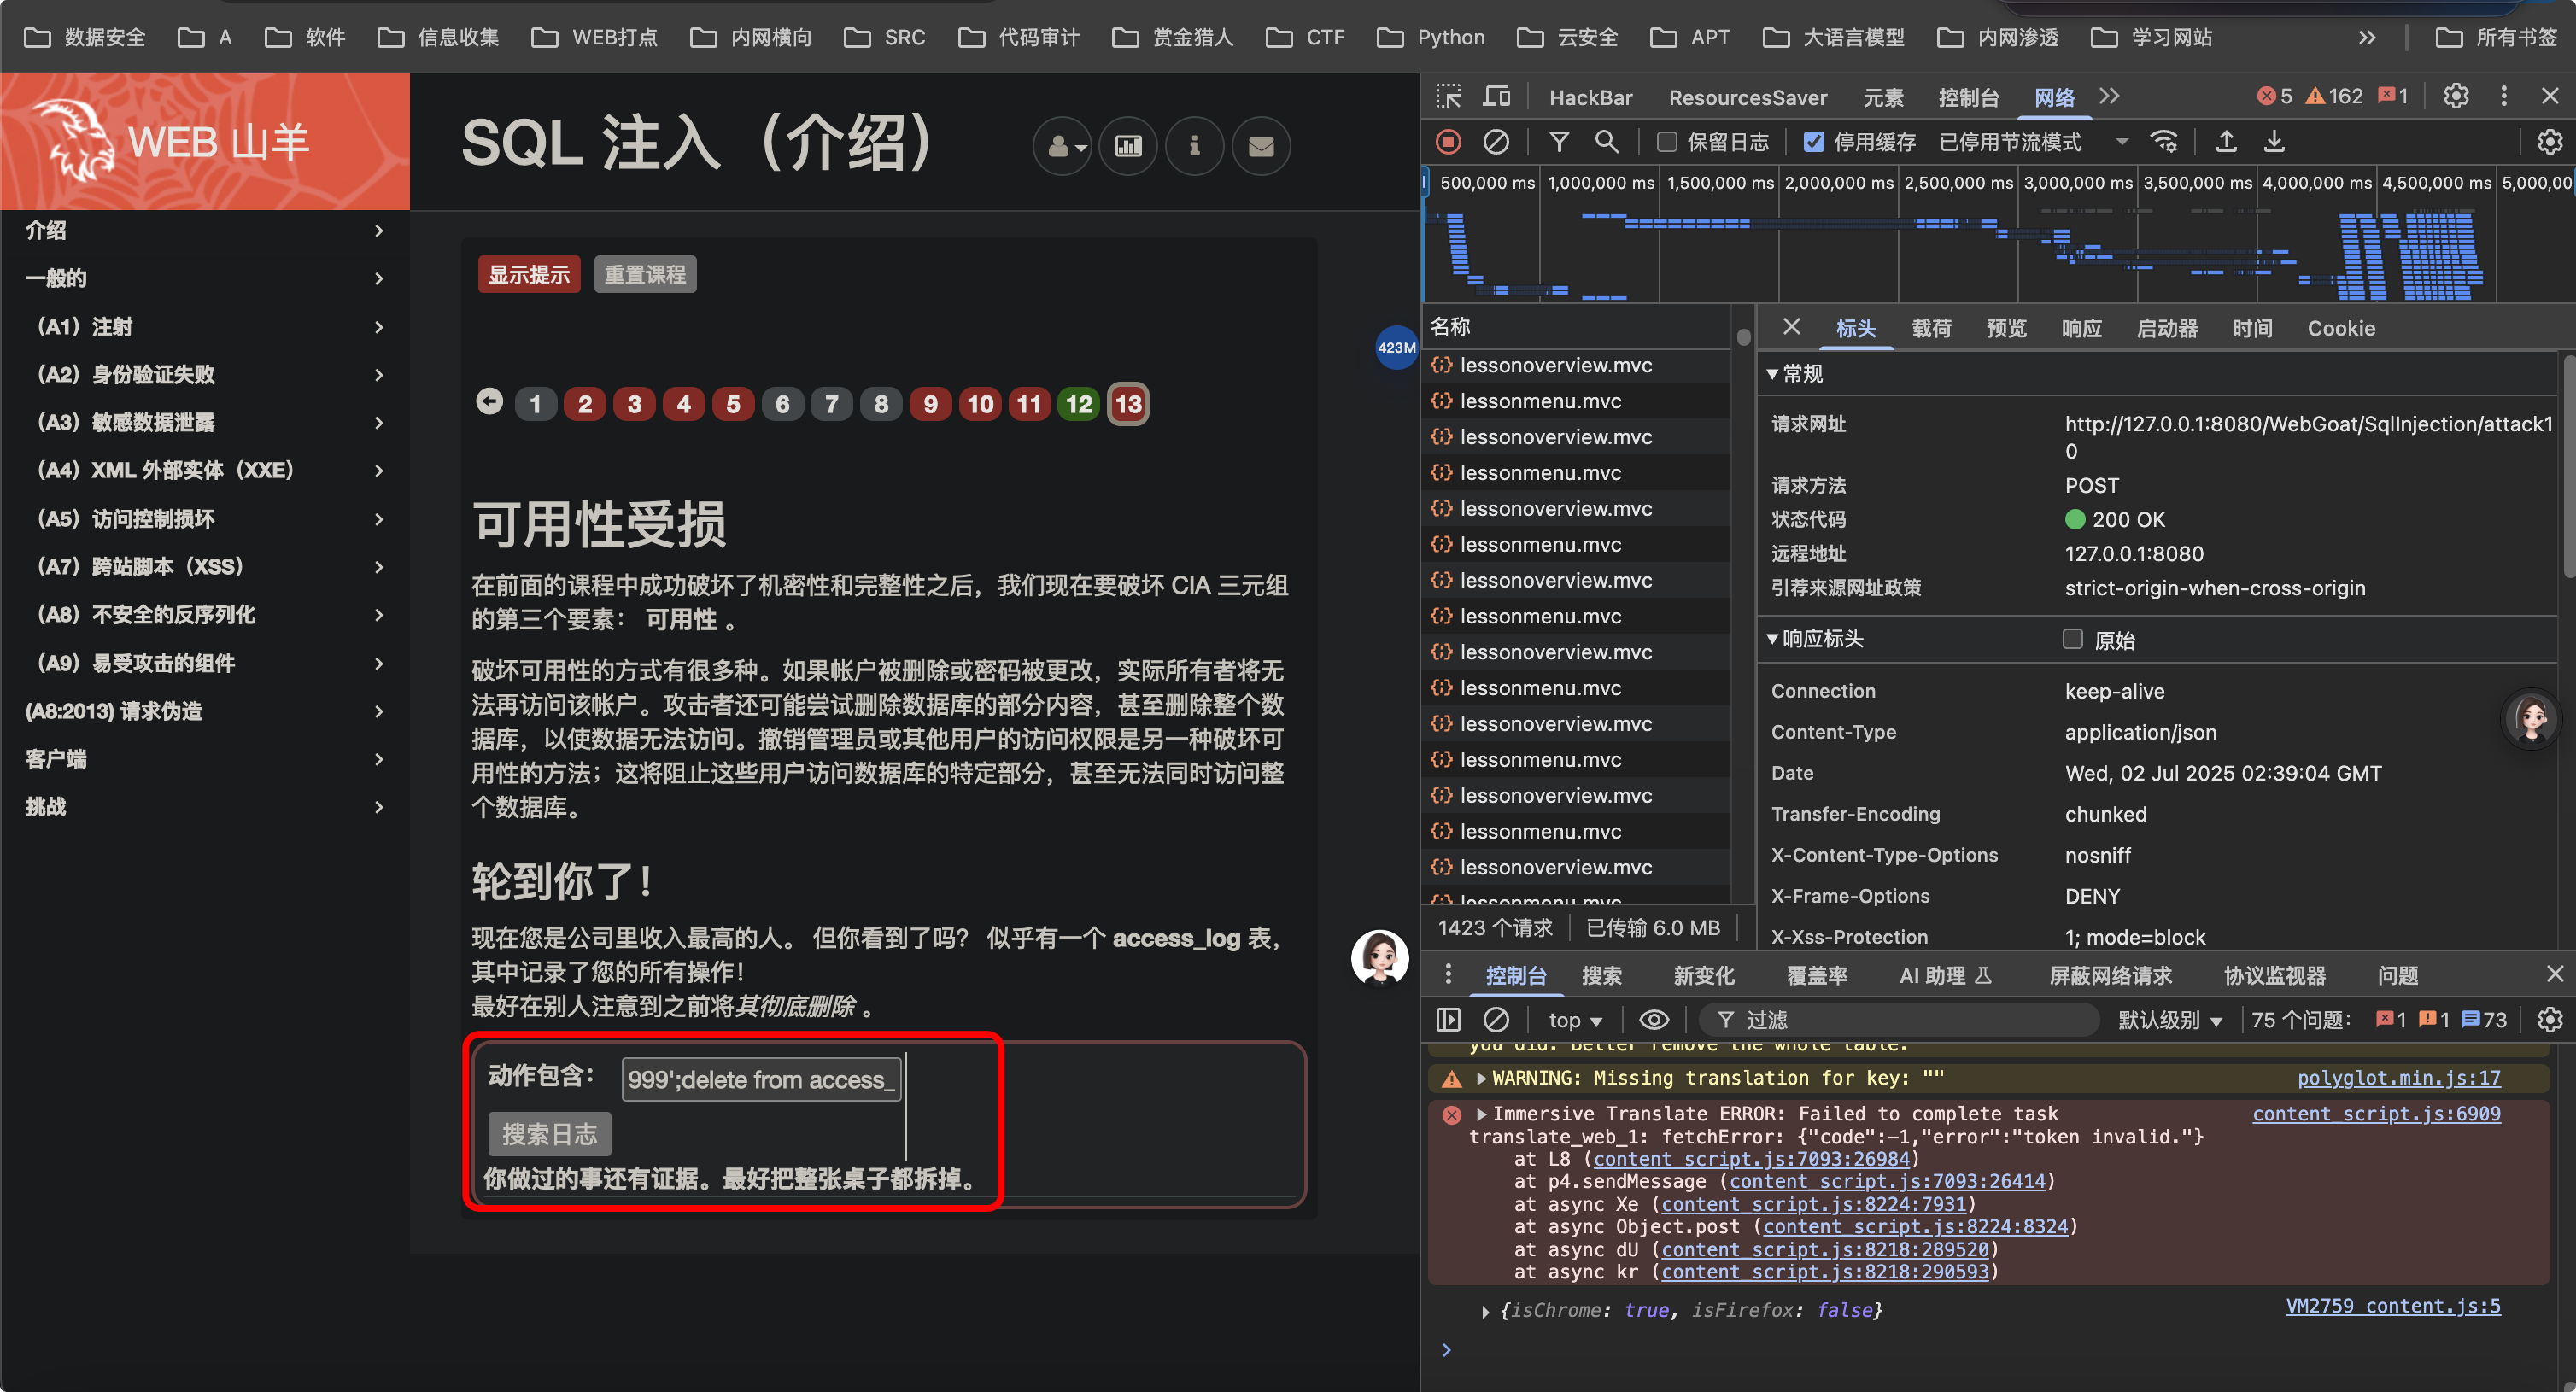 数据安全 A 软件 信息收集 WEB打点 内网横向 SRC 代码审计 赏金猎人 CTF Python 云安全 APT 大语言模型 内网渗透 学习网站 所有书签
WEB 山羊
介绍
一般的
（A1）注射
（A2）身份验证失败
（A3）敏感数据泄露
（A4）XML 外部实体（XXE）
（A5）访问控制损坏
（A7）跨站脚本（XSS）
（A8）不安全的反序列化
（A9）易受攻击的组件
(A8:2013) 请求伪造
客户端
挑战
SQL 注入（介绍）
显示提示 重置课程
423M
1 2 3 4 5 6 7 8 9 10 11 12 13
可用性受损
在前面的课程中成功破坏了机密性和完整性之后，我们现在要破坏 CIA 三元组
的第三个要素： 可用性 。
破坏可用性的方式有很多种。如果帐户被删除或密码被更改，实际所有者将无
法再访问该帐户。攻击者还可能尝试删除数据库的部分内容，甚至删除整个数
据库，以使数据无法访问。撤销管理员或其他用户的访问权限是另一种破坏可
用性的方法；这将阻止这些用户访问数据库的特定部分，甚至无法同时访问整
个数据库。
轮到你了！
现在您是公司里收入最高的人。 但你看到了吗？ 似乎有一个 access_log 表，
其中记录了您的所有操作！
最好在别人注意到之前将其彻底删除 。
动作包含： 999';delete from access_
搜索日志
你做过的事还有证据。最好把整张桌子都拆掉。
HackBar ResourcesSaver 元素 控制台 网络 5 162 1
保留日志 停用缓存 已停用节流模式
500,000 ms 1,000,000 ms 1,500,000 ms 2,000,000 ms 2,500,000 ms 3,000,000 ms 3,500,000 ms 4,000,000 ms 4,500,000 ms 5,000,00
名称
lessonoverview.mvc
lessonmenu.mvc
lessonoverview.mvc
lessonmenu.mvc
lessonoverview.mvc
lessonmenu.mvc
lessonoverview.mvc
lessonmenu.mvc
lessonoverview.mvc
lessonmenu.mvc
lessonoverview.mvc
lessonmenu.mvc
lessonoverview.mvc
lessonmenu.mvc
lessonoverview.mvc
lessonmenu.mvc
1423 个请求 已传输 6.0 MB
标头 载荷 预览 响应 启动器 时间 Cookie
常规
请求网址 http://127.0.0.1:8080/WebGoat/SqlInjection/attack1
0
请求方法 POST
状态代码 200 OK
远程地址 127.0.0.1:8080
引荐来源网址政策 strict-origin-when-cross-origin
响应标头 原始
Connection keep-alive
Content-Type application/json
Date Wed, 02 Jul 2025 02:39:04 GMT
Transfer-Encoding chunked
X-Content-Type-Options nosniff
X-Frame-Options DENY
X-Xss-Protection 1; mode=block
控制台 搜索 新变化 覆盖率 AI 助理 屏蔽网络请求 协议监视器 问题
top 过滤 默认级别 75 个问题： 1 1 73
you did. Better remove the whole table.
WARNING: Missing translation for key: "" polyglot.min.js:17
Immersive Translate ERROR: Failed to complete task content_script.js:6909
translate_web_1: fetchError: {"code":-1,"error":"token invalid."}
at L8 (content_script.js:7093:26984)
at p4.sendMessage (content_script.js:7093:26414)
at async Xe (content_script.js:8224:7931)
at async Object.post (content_script.js:8224:8324)
at async dU (content_script.js:8218:289520)
at async kr (content_script.js:8218:290593)
{isChrome: true, isFirefox: false} VM2759 content.js:5